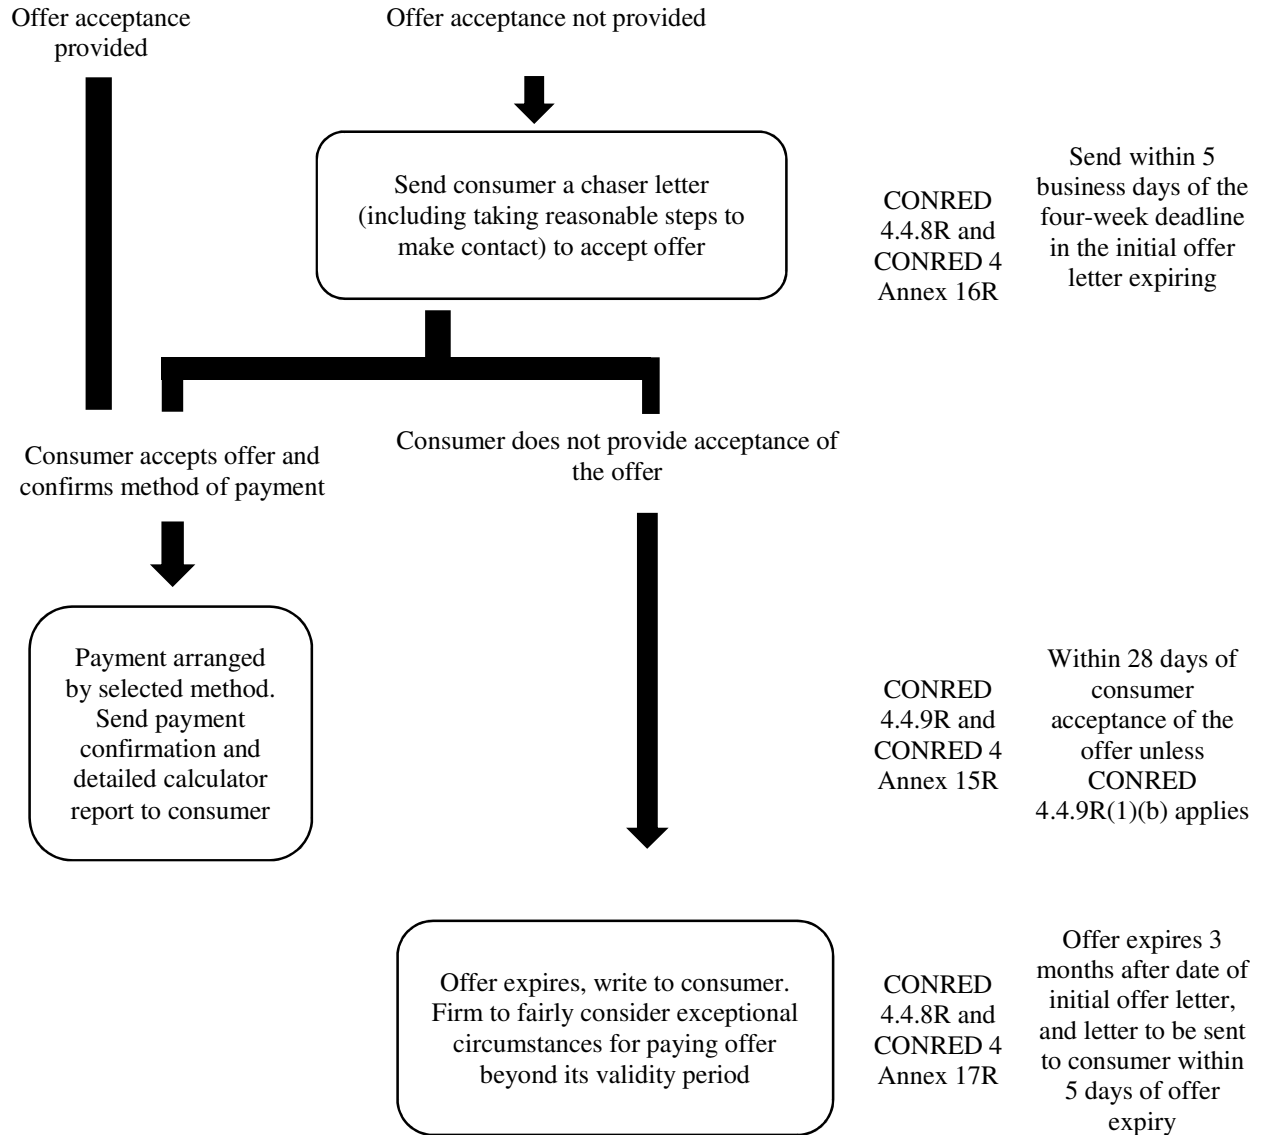 Offer acceptance
provided
Offer acceptance not provided
Send consumer a chaser letter
(including taking reasonable steps to
make contact) to accept offer
CONRED
4.4.8R and
CONRED 4
Annex 16R
Send within 5
business days of the
four-week deadline
in the initial offer
letter expiring
Consumer accepts offer and
confirms method of payment
Consumer does not provide acceptance of
the offer
Payment arranged
by selected method.
Send payment
confirmation and
detailed calculator
report to consumer
CONRED
4.4.9R and
CONRED 4
Annex 15R
Within 28 days of
consumer
acceptance of the
offer unless
CONRED
4.4.9R(1)(b) applies
Offer expires, write to consumer.
Firm to fairly consider exceptional
circumstances for paying offer
beyond its validity period
CONRED
4.4.8R and
CONRED 4
Annex 17R
Offer expires 3
months after date of
initial offer letter,
and letter to be sent
to consumer within
5 days of offer
expiry